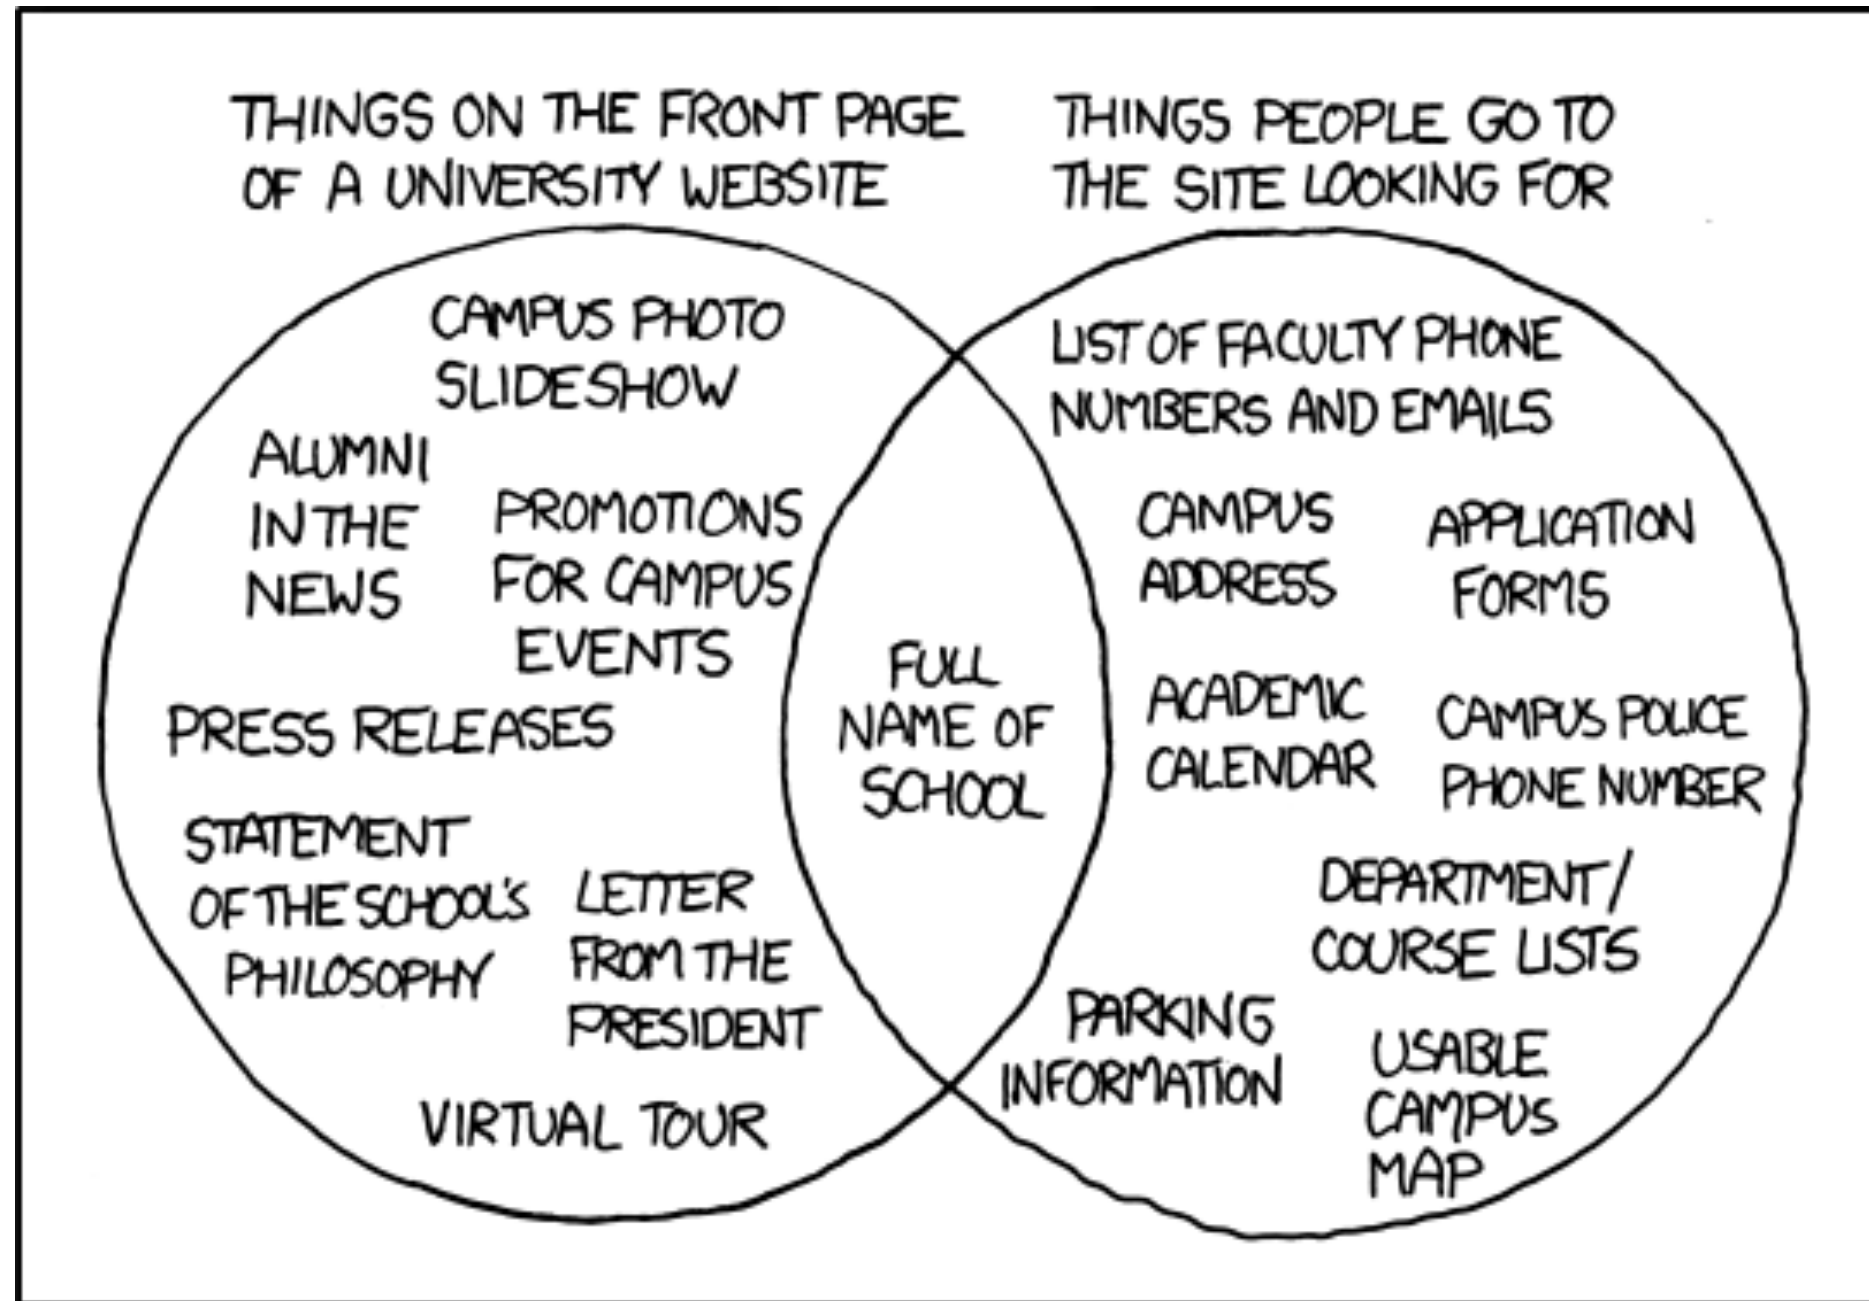 THINGS ON THE FRONT PAGE
OF A UNIVERSITY WEBSITE
THINGS PEOPLE GO TO
THE SITE LOOKING FOR
CAMPUS PHOTO
SLIDESHOW
ALUMNI
IN THE
NEWS
PROMOTIONS
FOR CAMPUS
EVENTS
PRESS RELEASES
STATEMENT
OF THE SCHOOL'S
PHILOSOPHY
LETTER
FROM THE
PRESIDENT
VIRTUAL TOUR
FULL
NAME OF
SCHOOL
LIST OF FACULTY PHONE
NUMBERS AND EMAILS
CAMPUS
ADDRESS
APPLICATION
FORMS
ACADEMIC
CALENDAR
CAMPUS POLICE
PHONE NUMBER
DEPARTMENT/
COURSE LISTS
PARKING
INFORMATION
USABLE
CAMPUS
MAP